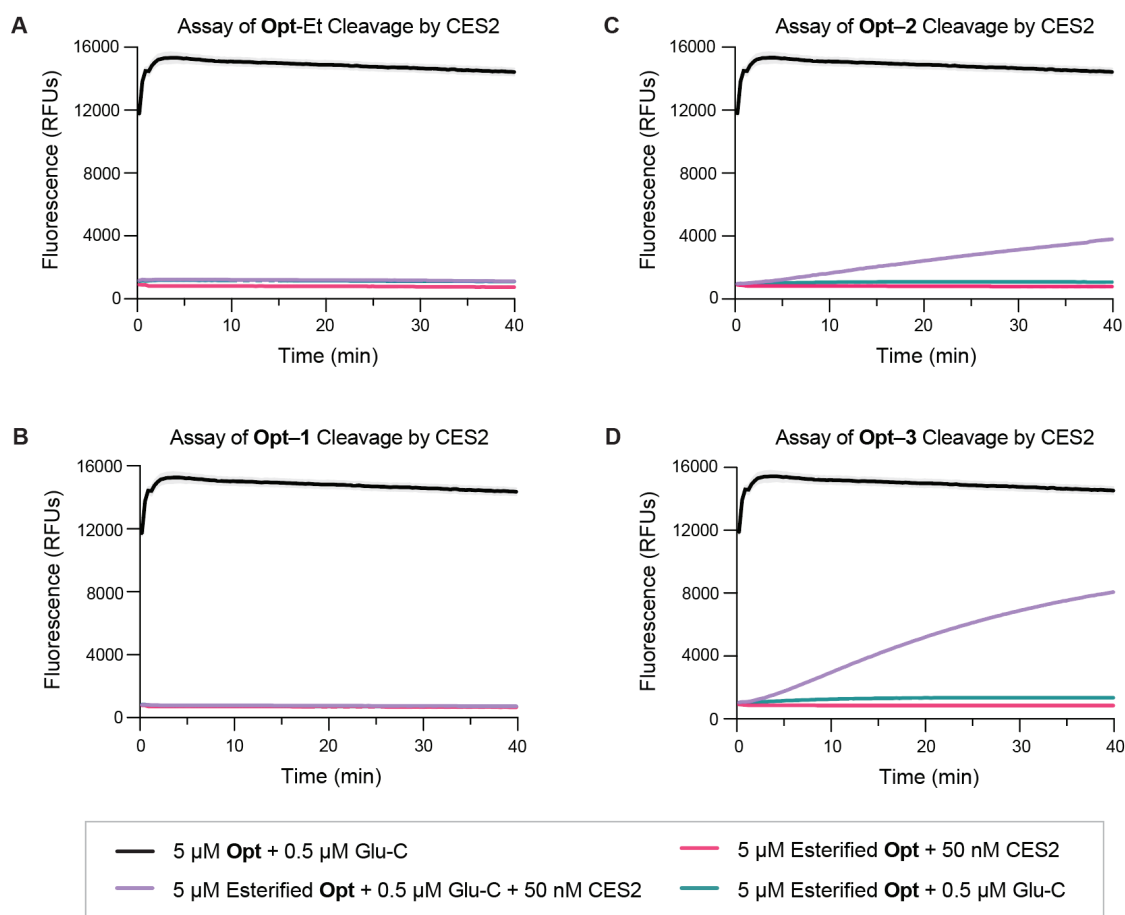 A
Assay of Opt-Et Cleavage by CES2
Fluorescence (RFUs)
16000
12000
8000
4000
0
0 10 20 30 40
Time (min)
C
Assay of Opt–2 Cleavage by CES2
Fluorescence (RFUs)
16000
12000
8000
4000
0
0 10 20 30 40
Time (min)
B
Assay of Opt–1 Cleavage by CES2
Fluorescence (RFUs)
16000
12000
8000
4000
0
0 10 20 30 40
Time (min)
D
Assay of Opt–3 Cleavage by CES2
Fluorescence (RFUs)
16000
12000
8000
4000
0
0 10 20 30 40
Time (min)
5 μM Opt + 0.5 μM Glu-C
5 μM Esterified Opt + 50 nM CES2
5 μM Esterified Opt + 0.5 μM Glu-C + 50 nM CES2
5 μM Esterified Opt + 0.5 μM Glu-C